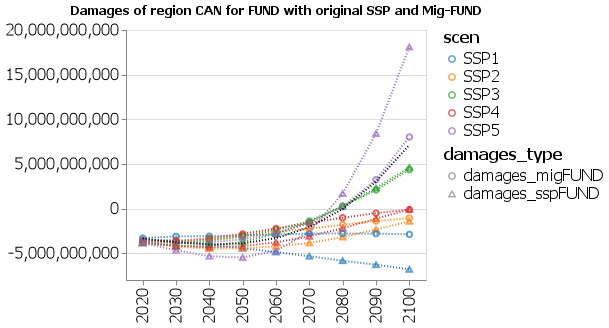 Damages of region CAN for FUND with original SSP and Mig-FUND
20,000,000,000
15,000,000,000
10,000,000,000
5,000,000,000
0
-5,000,000,000
2020
2030
2040
2050
2060
2070
2080
2090
2100
scen
SSP1
SSP2
SSP3
SSP4
SSP5
damages_type
damages_migFUND
damages_sspFUND